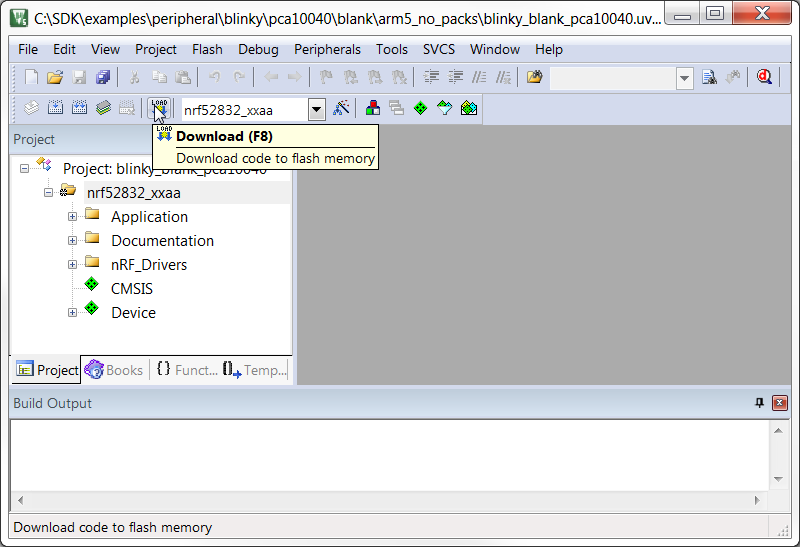 C:\SDK\examples\peripheral\blinky\pca10040\blank\arm5_no_packs\blinky_blank_pca10040.uv...
File Edit View Project Flash Debug Peripherals Tools SVCS Window Help
LOAD nrf52832_xxaa
LOAD Download (F8)
Download code to flash memory
Project
Project: blinky_blank_pca10040
nrf52832_xxaa
Application
Documentation
nRF_Drivers
CMSIS
Device
Project Books {} Funct... Temp...
Build Output
Download code to flash memory